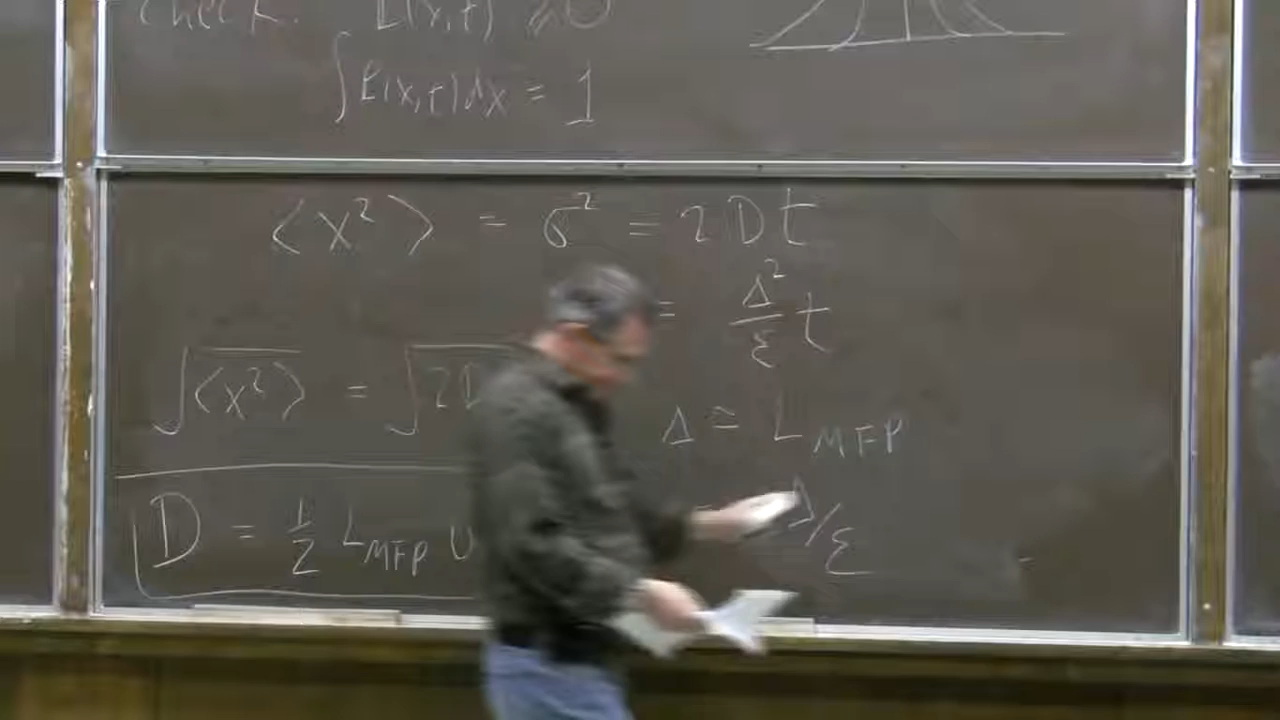 check. P(x,t) ≥ 0
∫P(x,t)dx = 1
⟨x²⟩ = σ² = 2Dt
= Δ²/ε t
√⟨x²⟩ = √2D
Δ ≅ L_MFP
D = 1/2 L_MFP υ
Δ/ε =